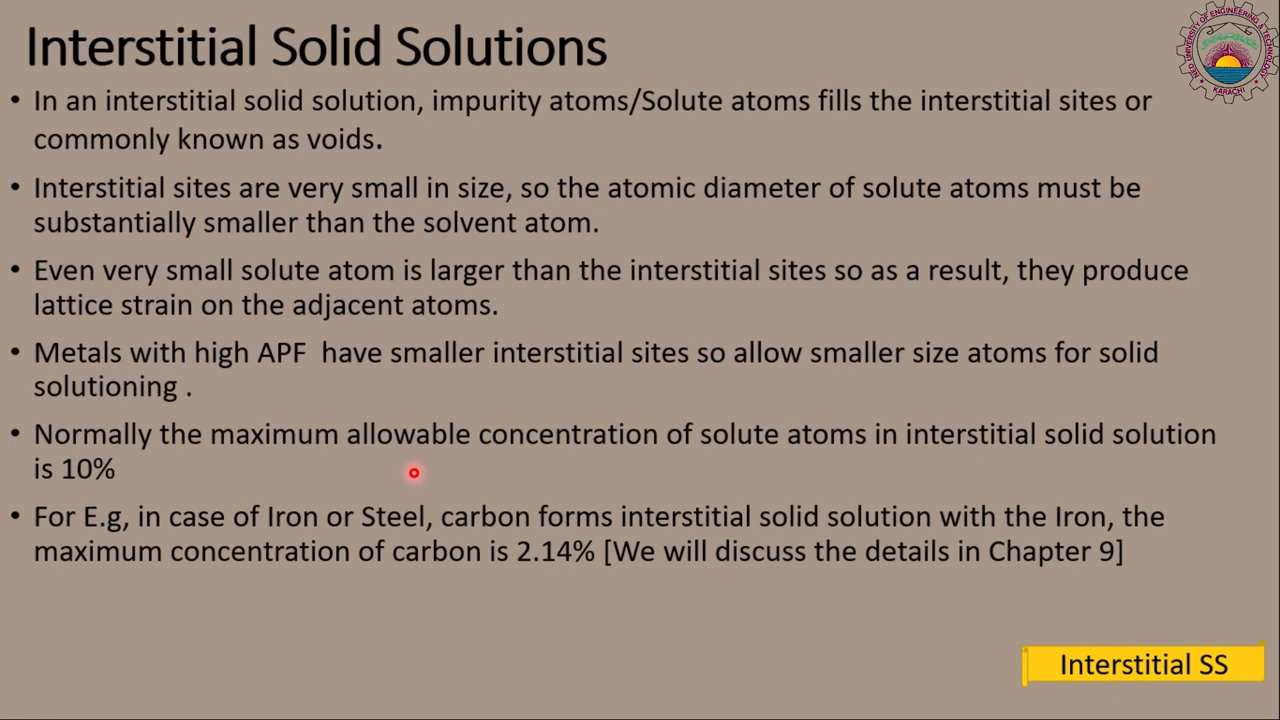 Interstitial Solid Solutions
• In an interstitial solid solution, impurity atoms/Solute atoms fills the interstitial sites or
commonly known as voids.
• Interstitial sites are very small in size, so the atomic diameter of solute atoms must be
substantially smaller than the solvent atom.
• Even very small solute atom is larger than the interstitial sites so as a result, they produce
lattice strain on the adjacent atoms.
• Metals with high APF  have smaller interstitial sites so allow smaller size atoms for solid
solutioning .
• Normally the maximum allowable concentration of solute atoms in interstitial solid solution
is 10%
• For E.g, in case of Iron or Steel, carbon forms interstitial solid solution with the Iron, the
maximum concentration of carbon is 2.14% [We will discuss the details in Chapter 9]
Interstitial SS
NED UNIVERSITY OF ENGINEERING & TECHNOLOGY
KARACHI